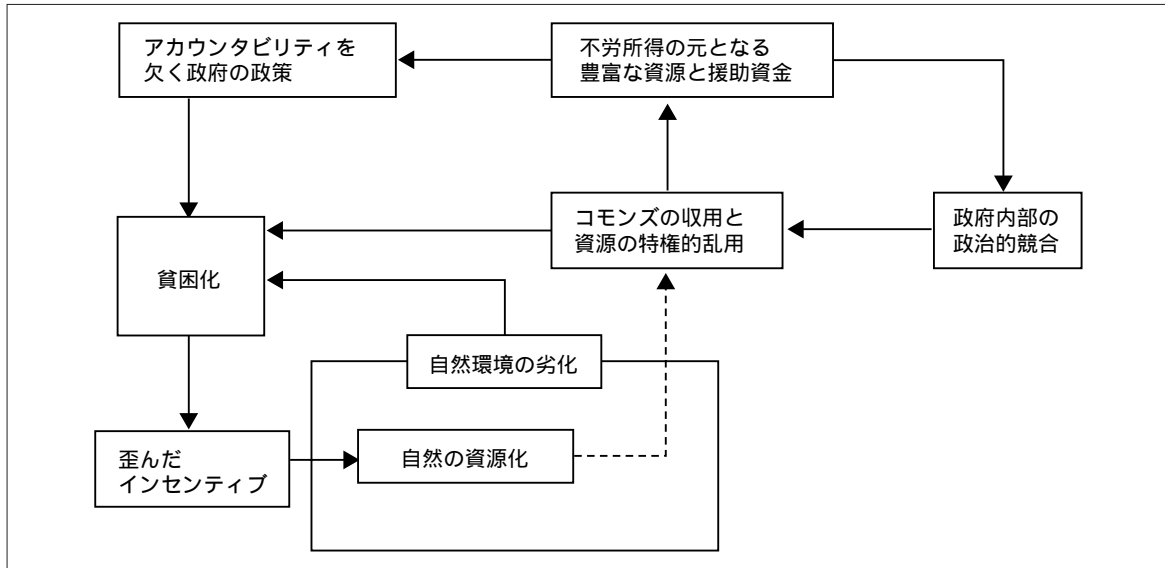 アカウンタビリティを
欠く政府の政策
不労所得の元となる
豊富な資源と援助資金
コモンズの収用と
資源の特権的乱用
政府内部の
政治的競合
貧困化
自然環境の劣化
歪んだ
インセンティブ
自然の資源化